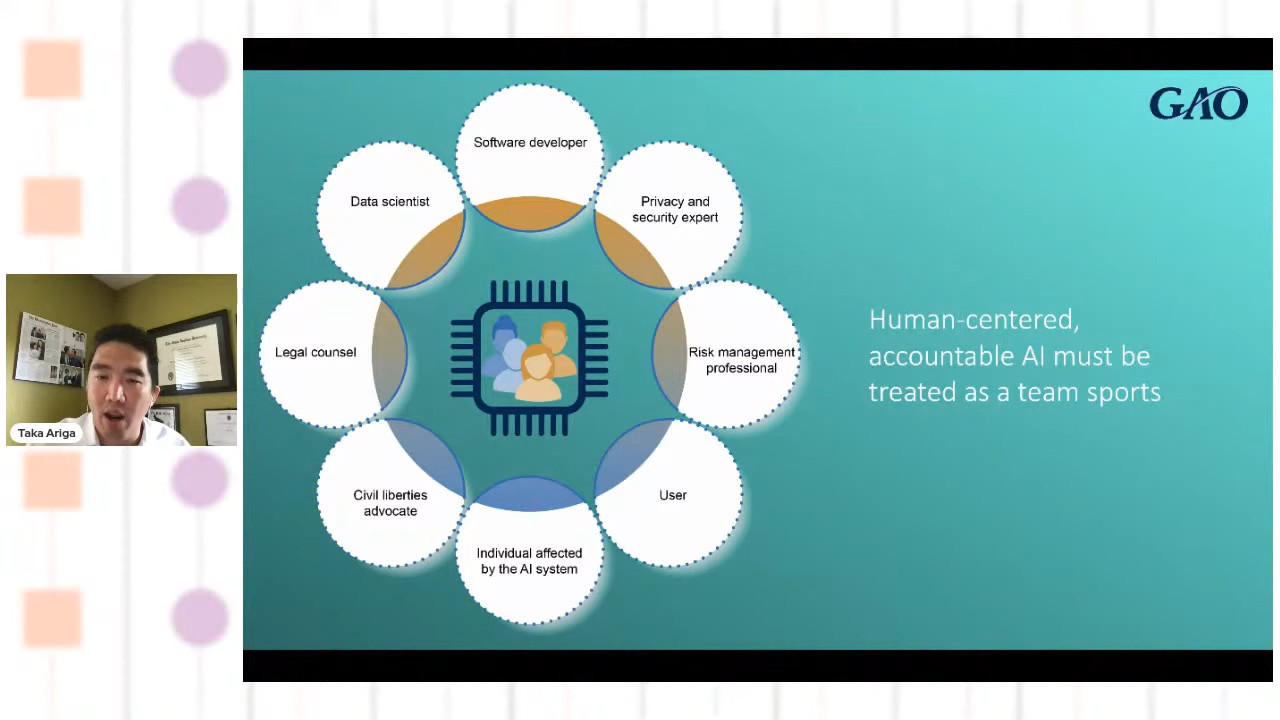 GAO
Software developer
Data scientist
Privacy and
security expert
Legal counsel
Risk management
professional
Human-centered,
accountable AI must be
treated as a team sports
Taka Ariga
Civil liberties
advocate
User
Individual affected
by the AI system